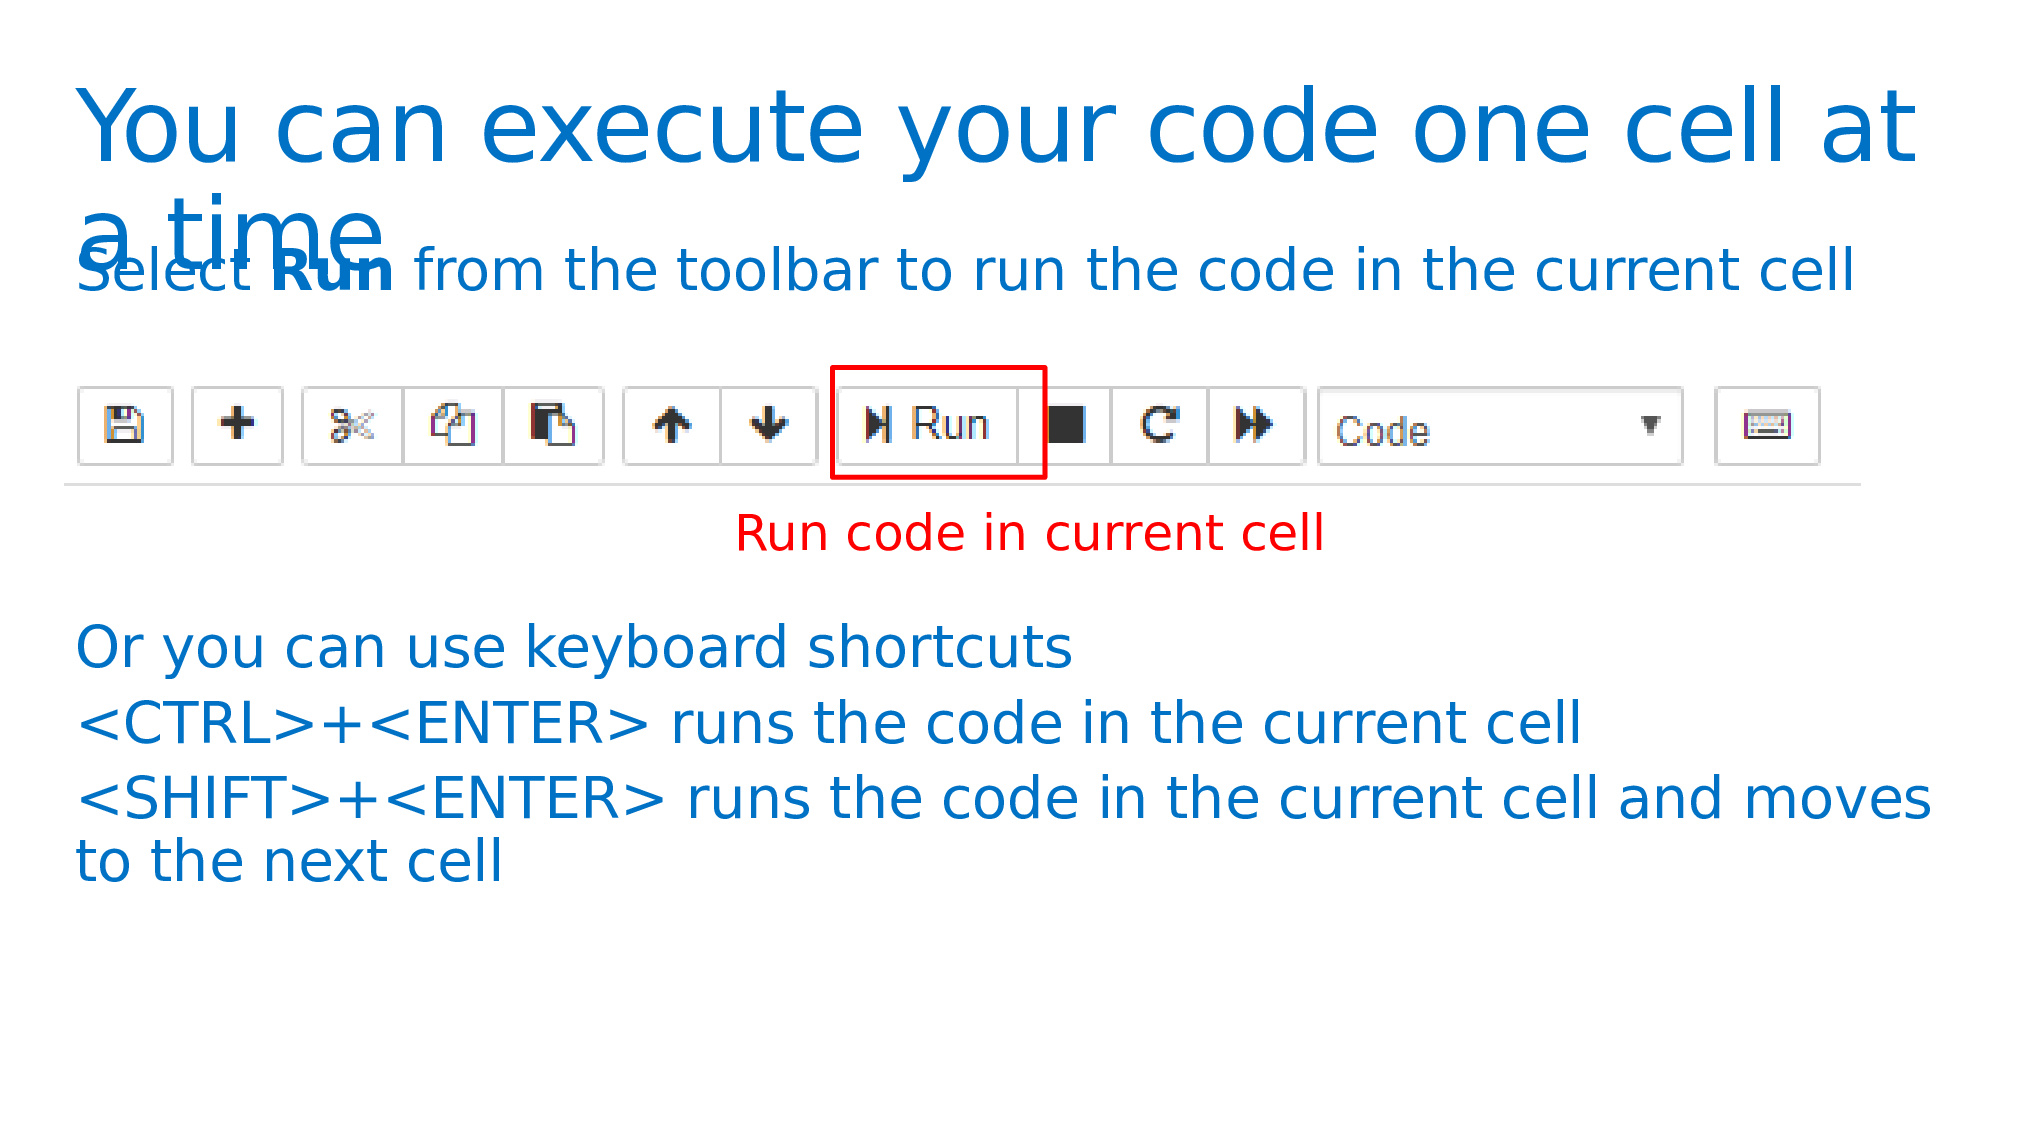 You can execute your code one cell at
a time
Select Run from the toolbar to run the code in the current cell
Run
Code
Run code in current cell
Or you can use keyboard shortcuts
<CTRL>+<ENTER> runs the code in the current cell
<SHIFT>+<ENTER> runs the code in the current cell and moves
to the next cell